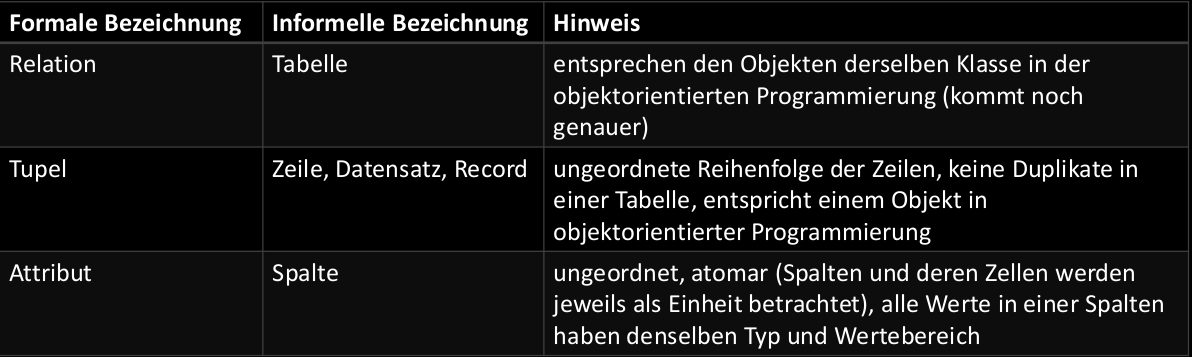 Formale Bezeichnung Informelle Bezeichnung Hinweis
Relation Tabelle entsprechen den Objekten derselben Klasse in der
objektorientierten Programmierung (kommt noch
genauer)
Tupel Zeile, Datensatz, Record ungeordnete Reihenfolge der Zeilen, keine Duplikate in
einer Tabelle, entspricht einem Objekt in
objektorientierter Programmierung
Attribut Spalte ungeordnet, atomar (Spalten und deren Zellen werden
jeweils als Einheit betrachtet), alle Werte in einer Spalten
haben denselben Typ und Wertebereich